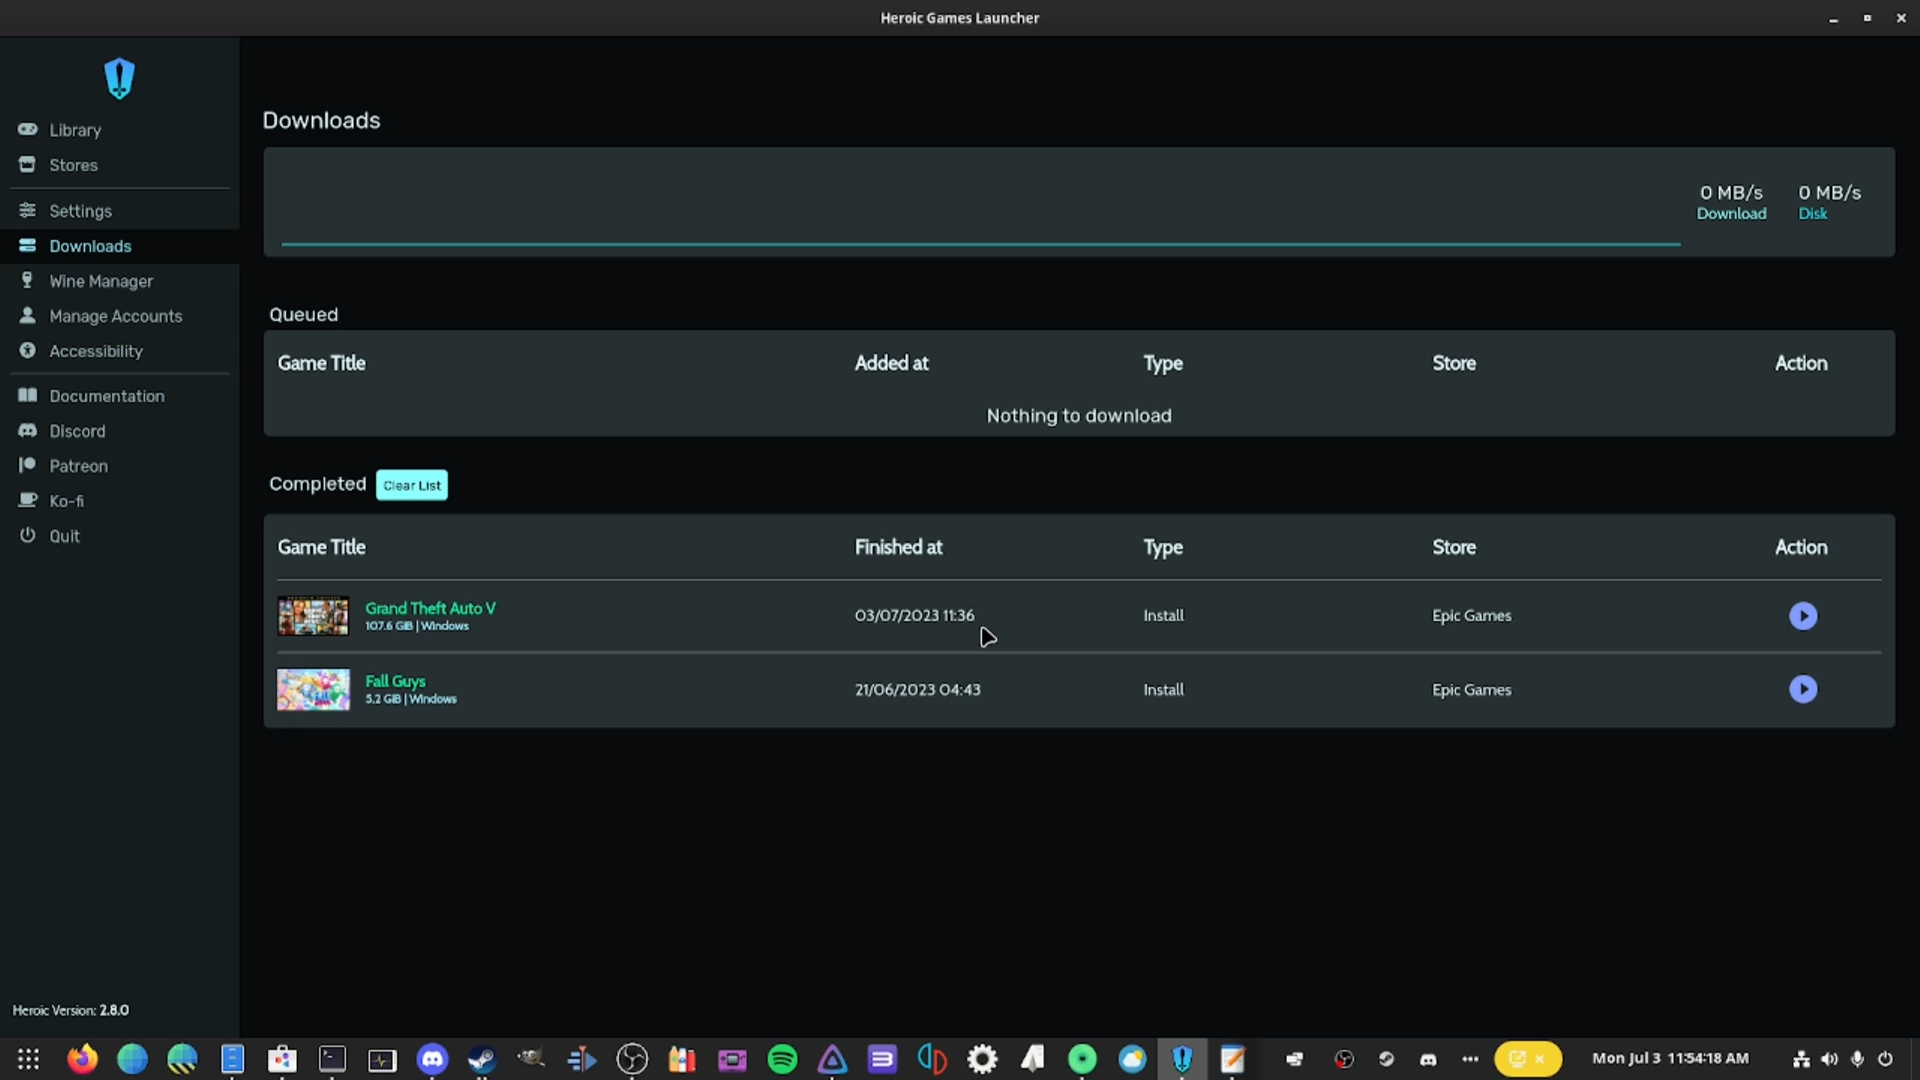 Heroic Games Launcher
Library
Stores
Settings
Downloads
Wine Manager
Manage Accounts
Accessibility
Documentation
Discord
Patreon
Ko-fi
Quit
Heroic Version: 2.8.0
Downloads
0 MB/s 0 MB/s
Download Disk
Queued
Game Title Added at Type Store Action
Nothing to download
Completed Clear List
Game Title Finished at Type Store Action
Grand Theft Auto V
107.6 GiB | Windows
03/07/2023 11:36 Install Epic Games
Fall Guys
5.2 GiB | Windows
21/06/2023 04:43 Install Epic Games
Mon Jul 3 11:54:18 AM